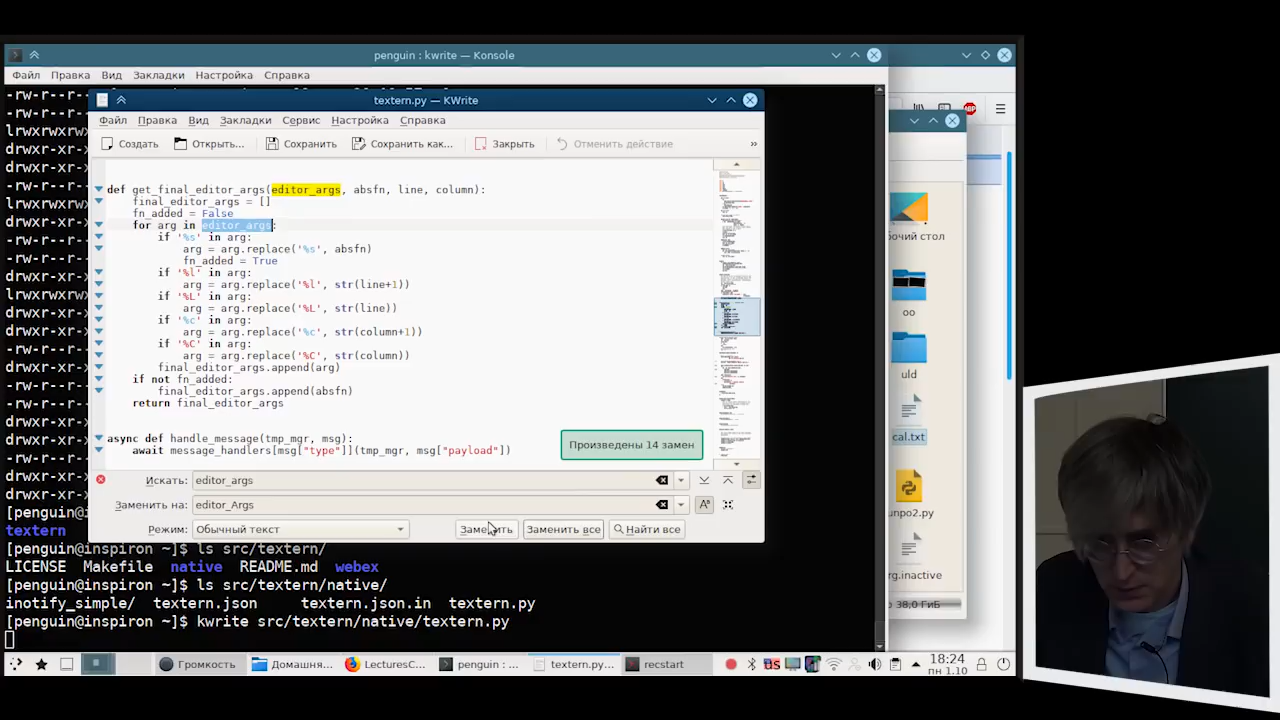 penguin : kwrite — Konsole
Файл Правка Вид Закладки Настройка Справка
textern.py — KWrite
Файл Правка Вид Закладки Сервис Настройка Справка
Создать Открыть... Сохранить Сохранить как... Закрыть Отменить действие »
def get_final_editor_args(editor_args, absfn, line, column):
final_editor_args = []
fn_added = False
for arg in editor_args:
if '%s' in arg:
arg = arg.replace('%s', absfn)
fn_added = True
if '%l' in arg:
arg = arg.replace('%l', str(line+1))
if '%L' in arg:
arg = arg.replace('%L', str(line))
if '%c' in arg:
arg = arg.replace('%c', str(column+1))
if '%C' in arg:
arg = arg.replace('%C', str(column))
final_editor_args.append(arg)
if not fn_added:
final_editor_args.append(absfn)
return final_editor_args
async def handle_message(tmp_mgr, msg):
await message_handlers[msg["type"]](tmp_mgr, msg["payload"])
Произведены 14 замен
Искать: editor_args
Заменить на: editor_Args
Режим: Обычный текст Заменить Заменить все Найти все
textern
[penguin@inspiron ~]$ ls src/textern/
LICENSE Makefile native README.md webex
[penguin@inspiron ~]$ ls src/textern/native/
inotify_simple/ textern.json textern.json.in textern.py
[penguin@inspiron ~]$ kwrite src/textern/native/textern.py
бочий стол
oo
uld
cal.txt
unpo2.py
rg.inactive
о 38,0 ГиБ
Громкость Домашня... LecturesC... penguin : ... textern.py... recstart us 18:24
пн 1.10